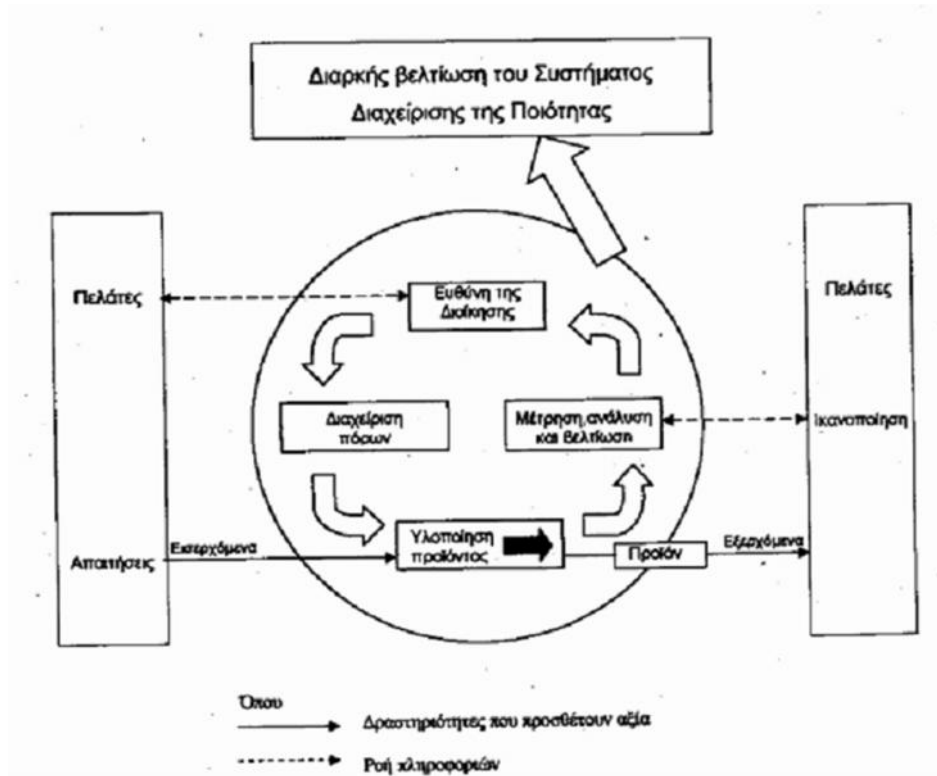 Διαρκής βελτίωση του Συστήματος
Διαχείρισης της Ποιότητας
Πελάτες
Ευθύνη της
Διοίκησης
Πελάτες
Διαχείριση
πόρων
Μέτρηση, ανάλυση
και βελτίωση
Ικανοποίηση
Απαιτήσεις
Εισερχόμενα
Υλοποίηση
προϊόντος
Προϊόν
Εξερχόμενα
Όπου
Δραστηριότητες που προσθέτουν αξία
Ροή πληροφοριών